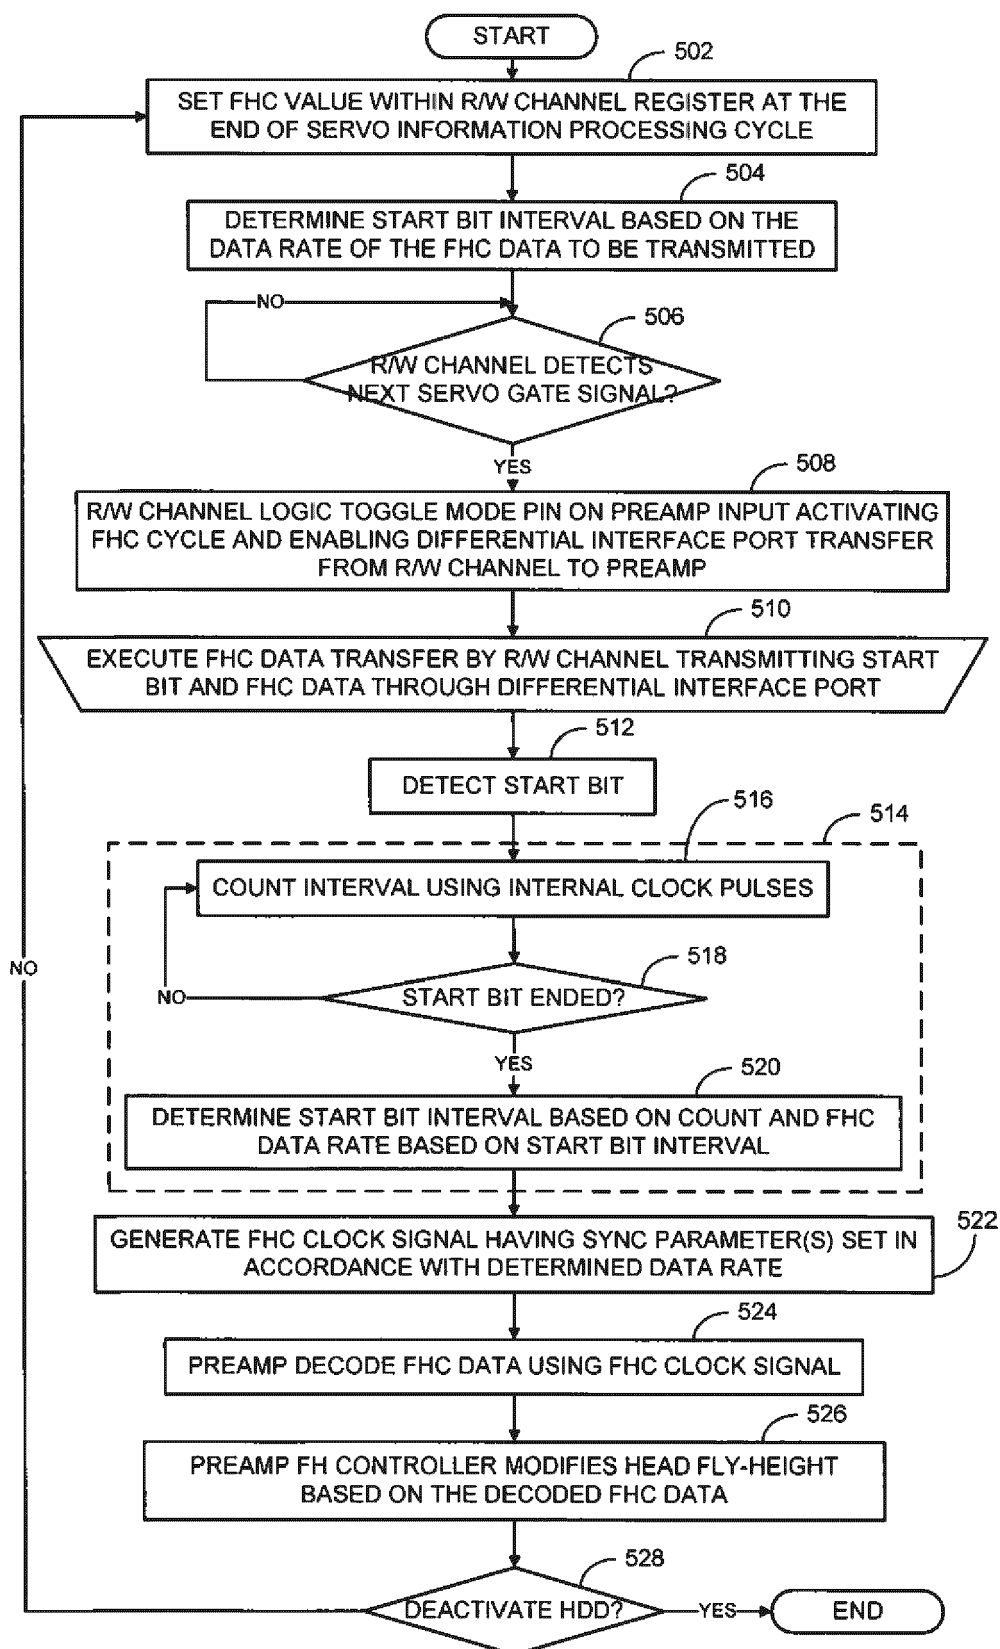 START
502
SET FHC VALUE WITHIN R/W CHANNEL REGISTER AT THE
END OF SERVO INFORMATION PROCESSING CYCLE
504
DETERMINE START BIT INTERVAL BASED ON THE
DATA RATE OF THE FHC DATA TO BE TRANSMITTED
NO
506
R/W CHANNEL DETECTS
NEXT SERVO GATE SIGNAL?
YES
508
R/W CHANNEL LOGIC TOGGLE MODE PIN ON PREAMP INPUT ACTIVATING
FHC CYCLE AND ENABLING DIFFERENTIAL INTERFACE PORT TRANSFER
FROM R/W CHANNEL TO PREAMP
510
EXECUTE FHC DATA TRANSFER BY R/W CHANNEL TRANSMITTING START
BIT AND FHC DATA THROUGH DIFFERENTIAL INTERFACE PORT
512
DETECT START BIT
516
514
COUNT INTERVAL USING INTERNAL CLOCK PULSES
518
NO
START BIT ENDED?
NO
YES
520
DETERMINE START BIT INTERVAL BASED ON COUNT AND FHC
DATA RATE BASED ON START BIT INTERVAL
522
GENERATE FHC CLOCK SIGNAL HAVING SYNC PARAMETER(S) SET IN
ACCORDANCE WITH DETERMINED DATA RATE
524
PREAMP DECODE FHC DATA USING FHC CLOCK SIGNAL
526
PREAMP FH CONTROLLER MODIFIES HEAD FLY-HEIGHT
BASED ON THE DECODED FHC DATA
528
DEACTIVATE HDD?
YES
END